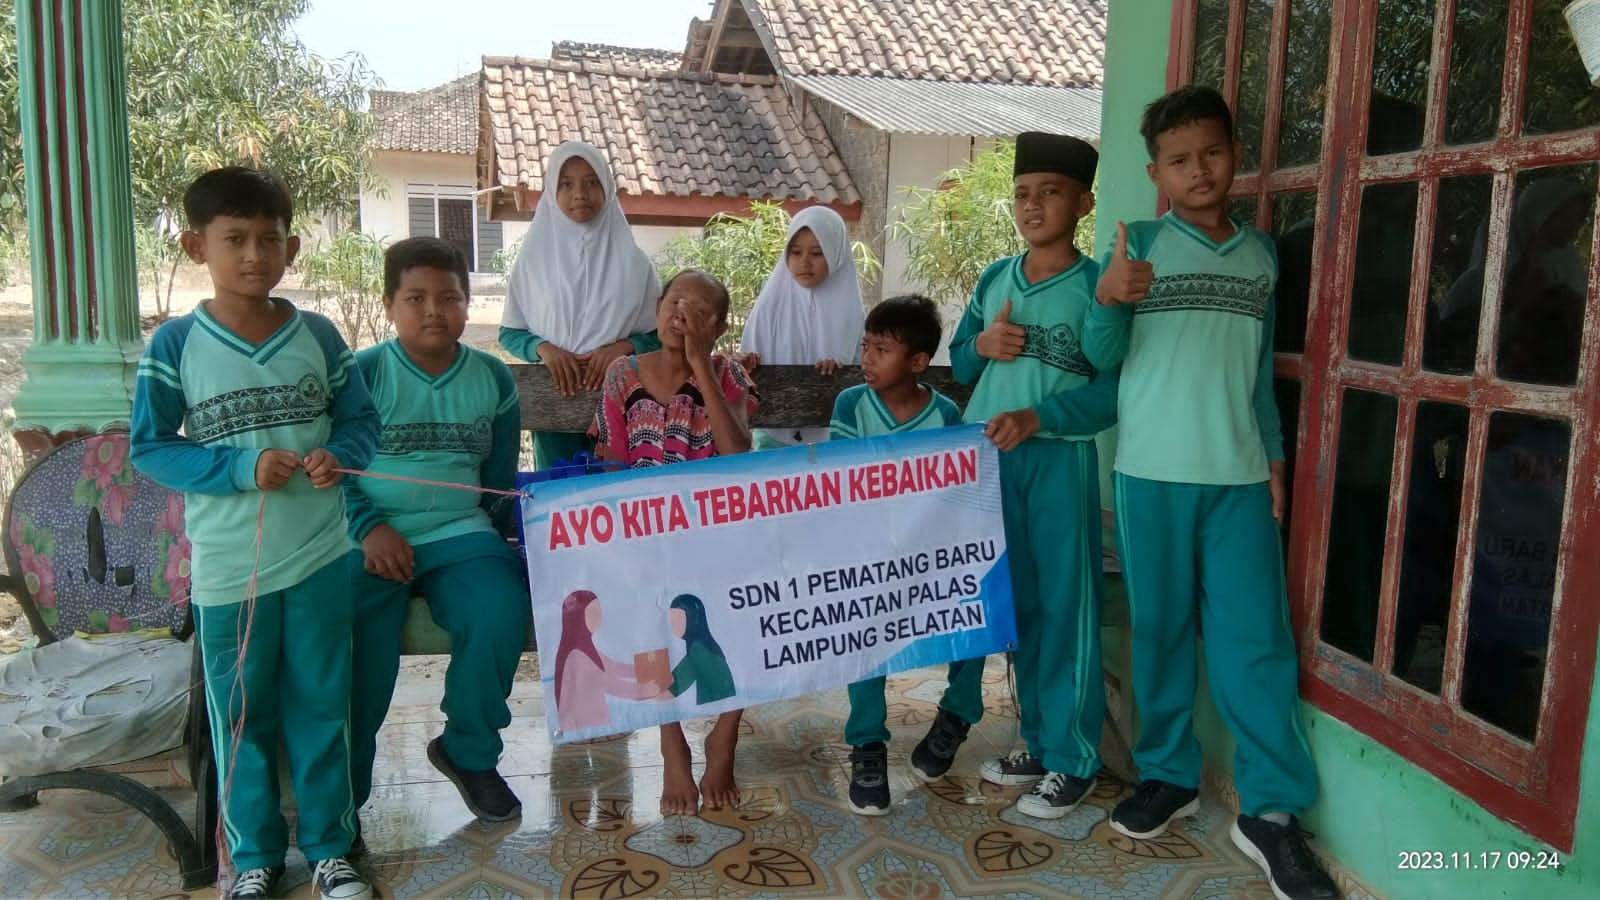 AYO KITA TEBARKAN KEBAIKAN
SDN 1 PEMATANG BARU
KECAMATAN PALAS
LAMPUNG SELATAN
2023.11.17 09:24